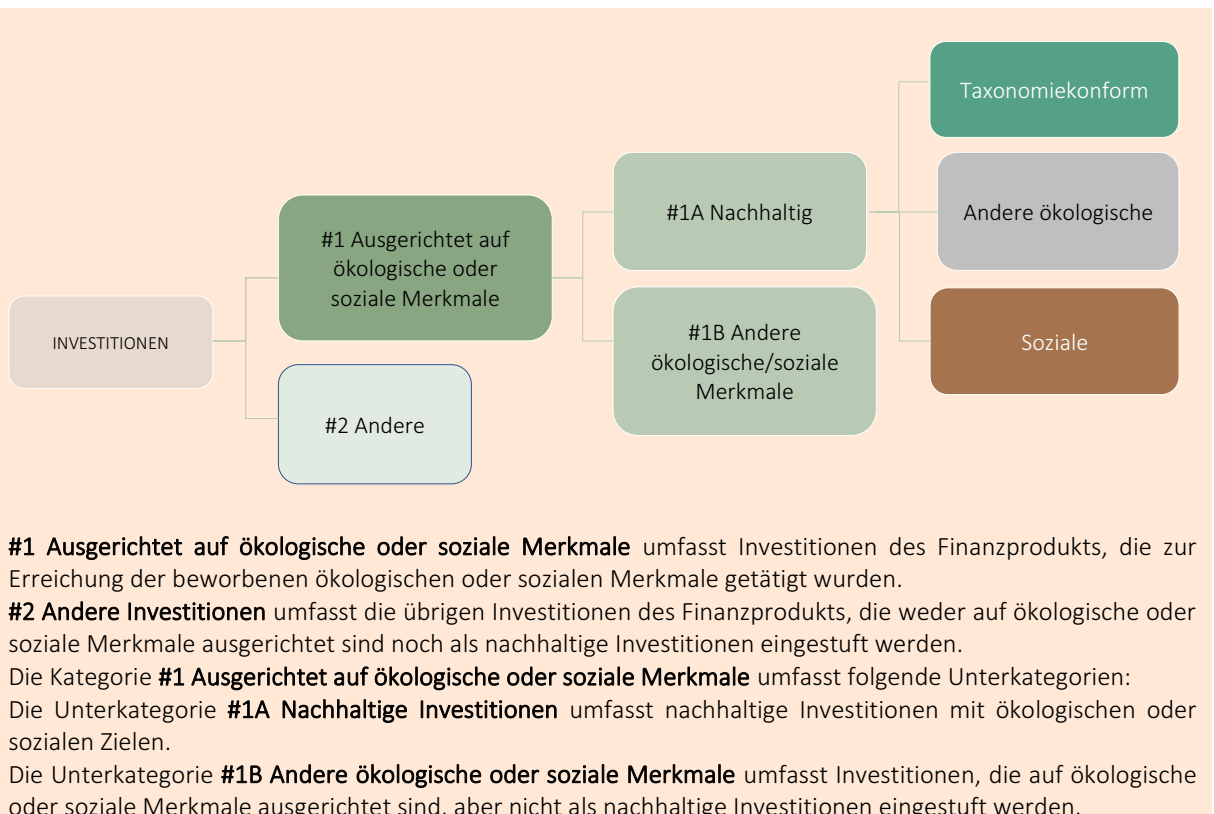 Taxonomiekonform
#1A Nachhaltig
Andere ökologische
#1 Ausgerichtet auf
ökologische oder
soziale Merkmale
INVESTITIONEN
#1B Andere
ökologische/soziale
Merkmale
Soziale
#2 Andere
#1 Ausgerichtet auf ökologische oder soziale Merkmale umfasst Investitionen des Finanzprodukts, die zur
Erreichung der beworbenen ökologischen oder sozialen Merkmale getätigt wurden.
#2 Andere Investitionen umfasst die übrigen Investitionen des Finanzprodukts, die weder auf ökologische oder
soziale Merkmale ausgerichtet sind noch als nachhaltige Investitionen eingestuft werden.
Die Kategorie #1 Ausgerichtet auf ökologische oder soziale Merkmale umfasst folgende Unterkategorien:
Die Unterkategorie #1A Nachhaltige Investitionen umfasst nachhaltige Investitionen mit ökologischen oder
sozialen Zielen.
Die Unterkategorie #1B Andere ökologische oder soziale Merkmale umfasst Investitionen, die auf ökologische
oder soziale Merkmale ausgerichtet sind, aber nicht als nachhaltige Investitionen eingestuft werden.